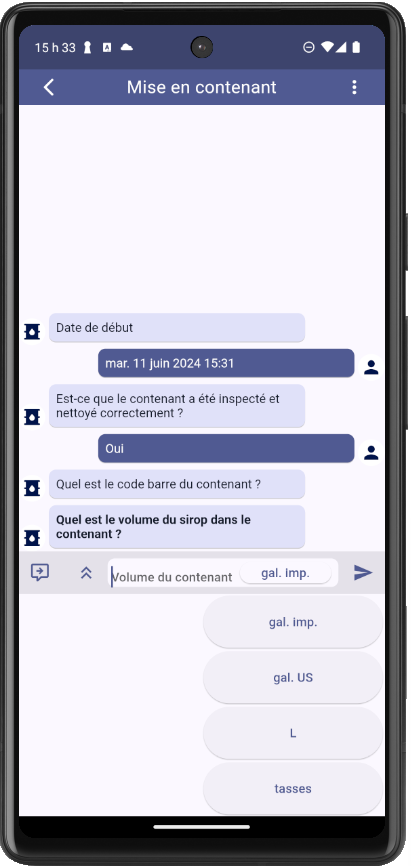 15 h 33
Mise en contenant
Date de début
mar. 11 juin 2024 15:31
Est-ce que le contenant a été inspecté et
nettoyé correctement ?
Oui
Quel est le code barre du contenant ?
Quel est le volume du sirop dans le
contenant ?
Volume du contenant gal. imp.
gal. imp.
gal. US
L
tasses